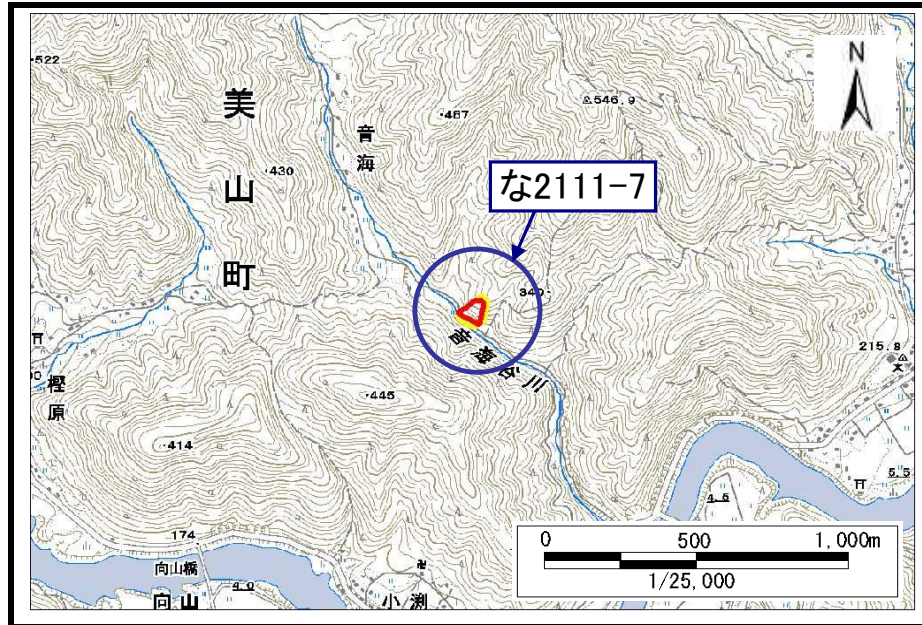 ・522
美山町
音海
・487
546.9
N
・430
な2111-7
340・
音海谷川
215.8
樫原
・445
・414
174
向山橋
向山
4.0
小渕
4.5
5.5
0 500 1,000m
1/25,000